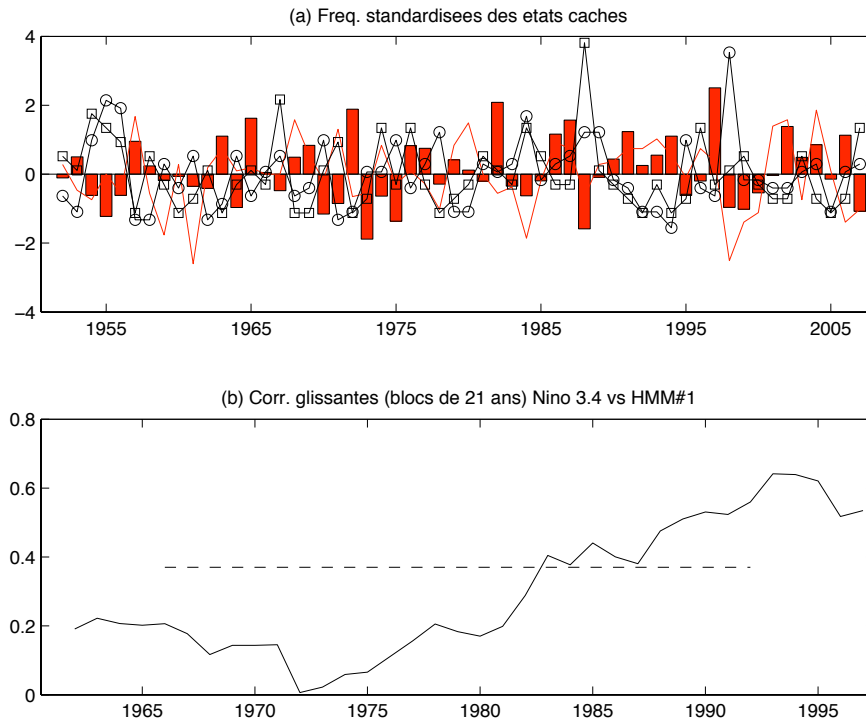 (a) Freq. standardisees des etats caches
4
2
0
−2
−4
1955 1965 1975 1985 1995 2005
(b) Corr. glissantes (blocs de 21 ans) Nino 3.4 vs HMM#1
0.8
0.6
0.4
0.2
0
1965 1970 1975 1980 1985 1990 1995